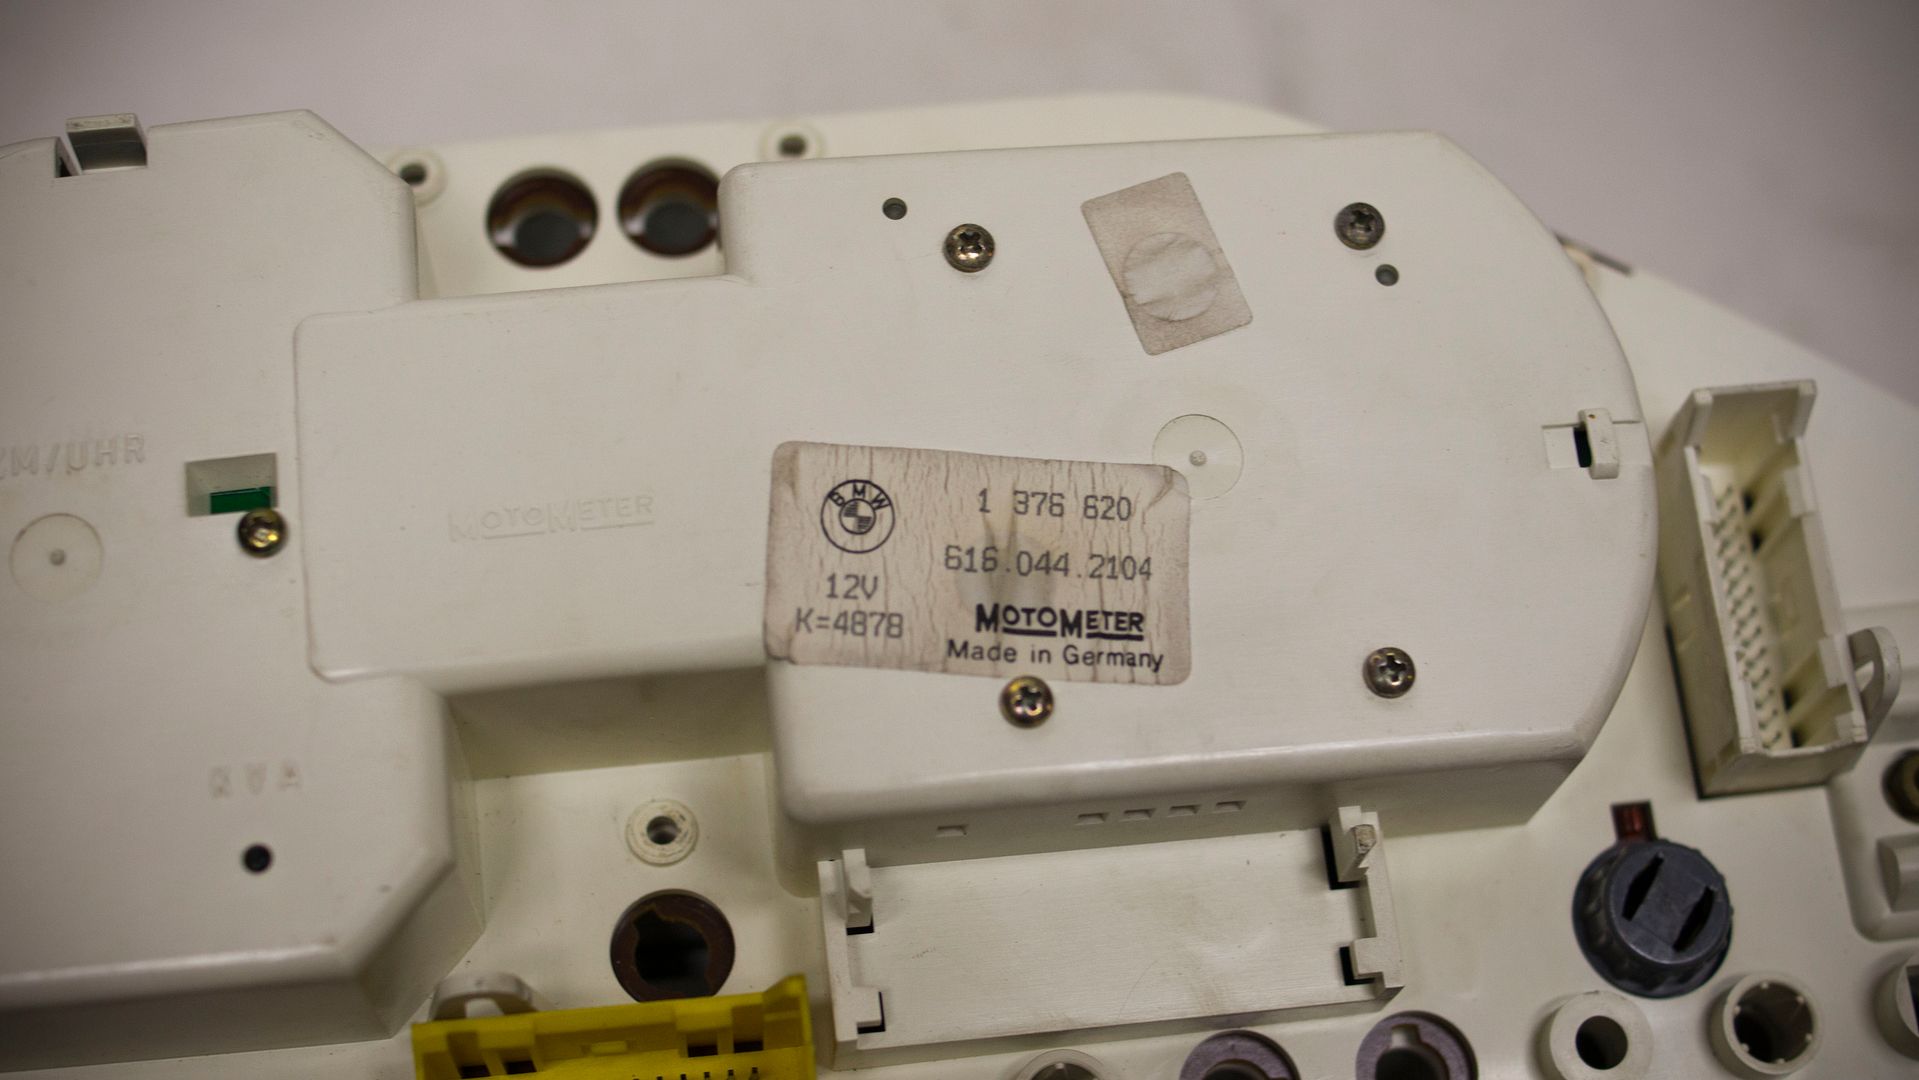 ZM/UHR
MOTOMETER
BMW
1 376 620
616.044.2104
12V
K=4878
MOTOMETER
Made in Germany